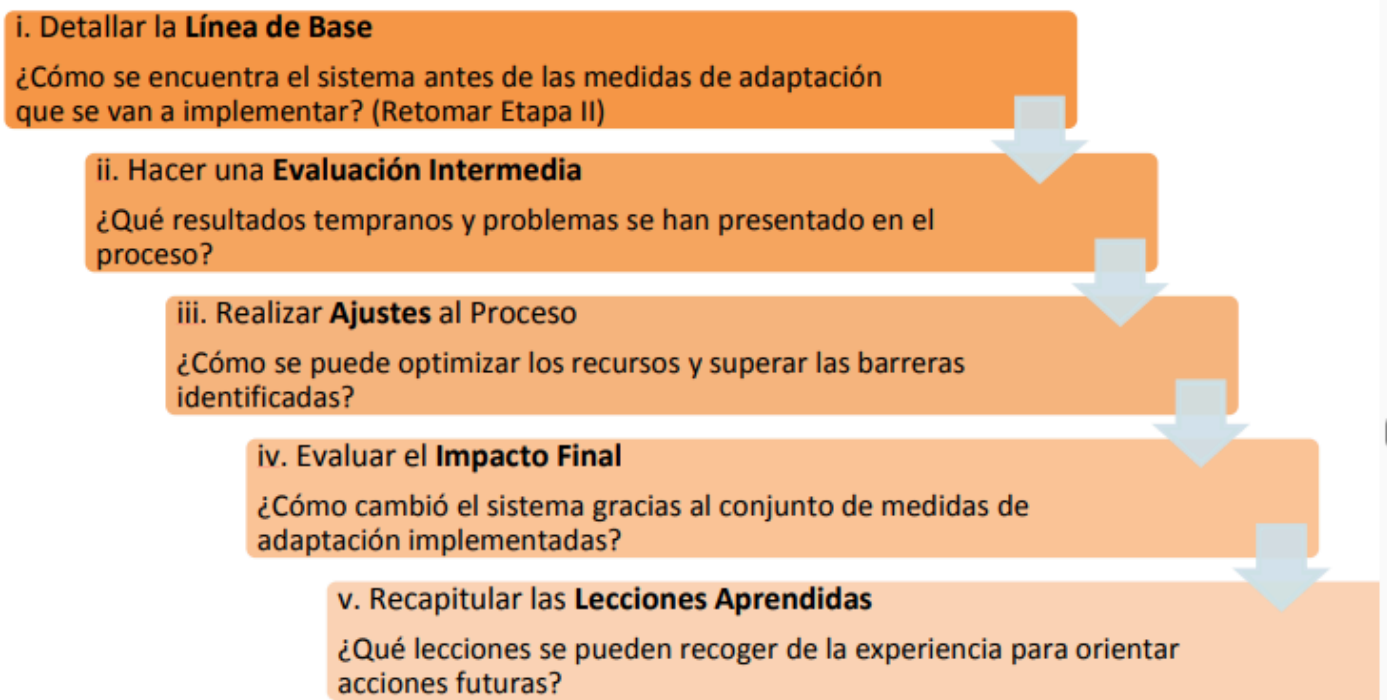 i. Detallar la Línea de Base
¿Cómo se encuentra el sistema antes de las medidas de adaptación
que se van a implementar? (Retomar Etapa II)
ii. Hacer una Evaluación Intermedia
¿Qué resultados tempranos y problemas se han presentado en el
proceso?
iii. Realizar Ajustes al Proceso
¿Cómo se puede optimizar los recursos y superar las barreras
identificadas?
iv. Evaluar el Impacto Final
¿Cómo cambió el sistema gracias al conjunto de medidas de
adaptación implementadas?
v. Recapitular las Lecciones Aprendidas
¿Qué lecciones se pueden recoger de la experiencia para orientar
acciones futuras?